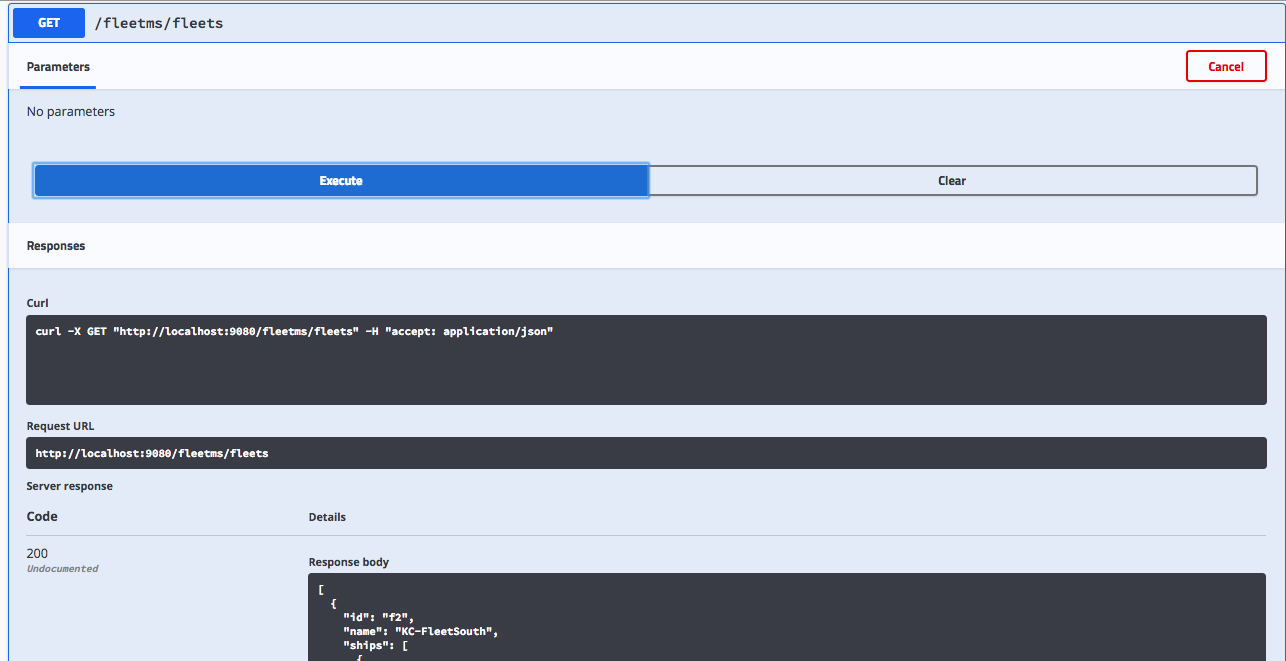 GET /fleetms/fleets
Parameters Cancel
No parameters
Execute Clear
Responses
Curl
curl -X GET "http://localhost:9080/fleetms/fleets" -H "accept: application/json"
Request URL
http://localhost:9080/fleetms/fleets
Server response
Code Details
200
Undocumented
Response body
[
{
"id": "f2",
"name": "KC-FleetSouth",
"ships": [
{